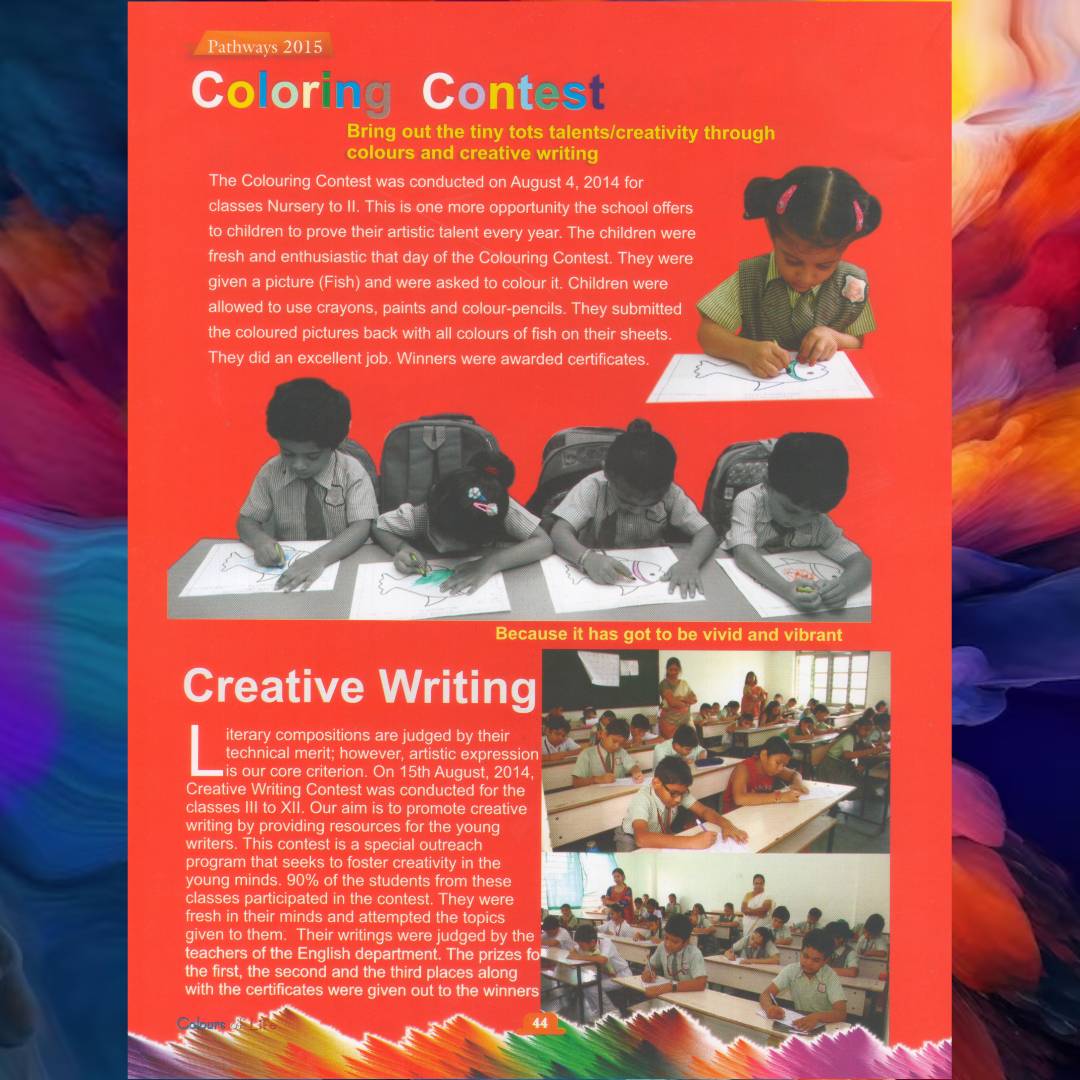 Pathways 2015
Coloring Contest
Bring out the tiny tots talents/creativity through
colours and creative writing
The Colouring Contest was conducted on August 4, 2014 for
classes Nursery to II. This is one more opportunity the school offers
to children to prove their artistic talent every year. The children were
fresh and enthusiastic that day of the Colouring Contest. They were
given a picture (Fish) and were asked to colour it. Children were
allowed to use crayons, paints and colour-pencils. They submitted
the coloured pictures back with all colours of fish on their sheets.
They did an excellent job. Winners were awarded certificates.
Because it has got to be vivid and vibrant
Creative Writing
Literary compositions are judged by their
technical merit; however, artistic expression
is our core criterion. On 15th August, 2014,
Creative Writing Contest was conducted for the
classes III to XII. Our aim is to promote creative
writing by providing resources for the young
writers. This contest is a special outreach
program that seeks to foster creativity in the
young minds. 90% of the students from these
classes participated in the contest. They were
fresh in their minds and attempted the topics
given to them. Their writings were judged by the
teachers of the English department. The prizes fo
the first, the second and the third places along
with the certificates were given out to the winners
Colours of Life
44